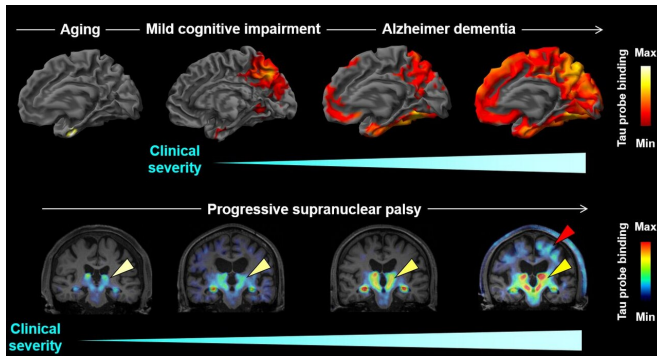 Aging
Mild cognitive impairment
Alzheimer dementia
Max
Tau probe binding
Min
Clinical
severity
Progressive supranuclear palsy
Max
Tau probe binding
Min
Clinical
severity